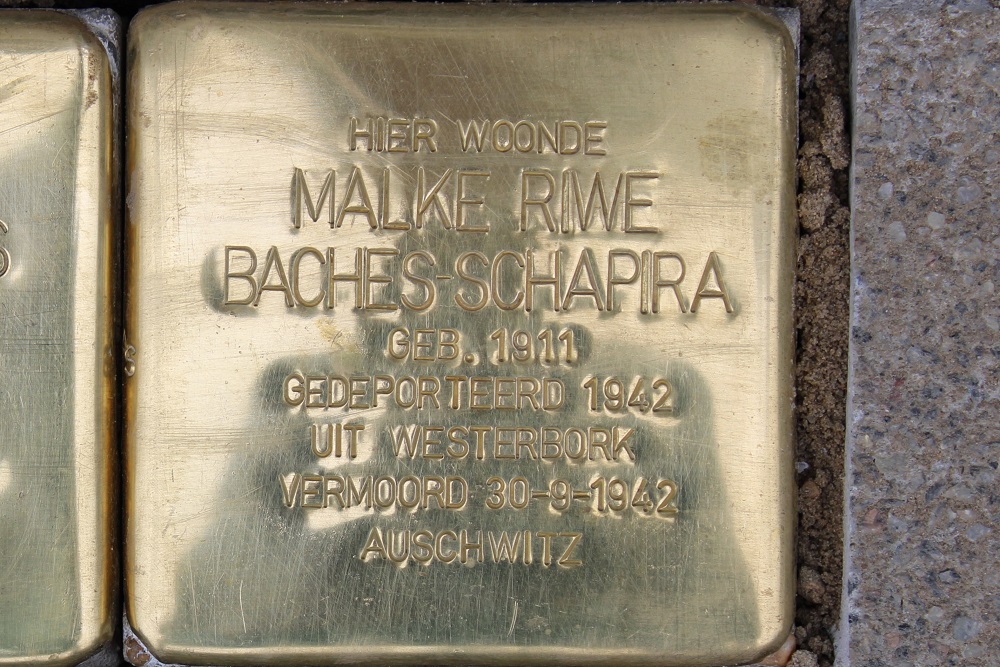 HIER WOONDE
MALKE RIWE
BACHES-SCHAPIRA
GEB. 1911
GEDEPORTEERD 1942
UIT WESTERBORK
VERMOORD 30-9-1942
AUSCHWITZ